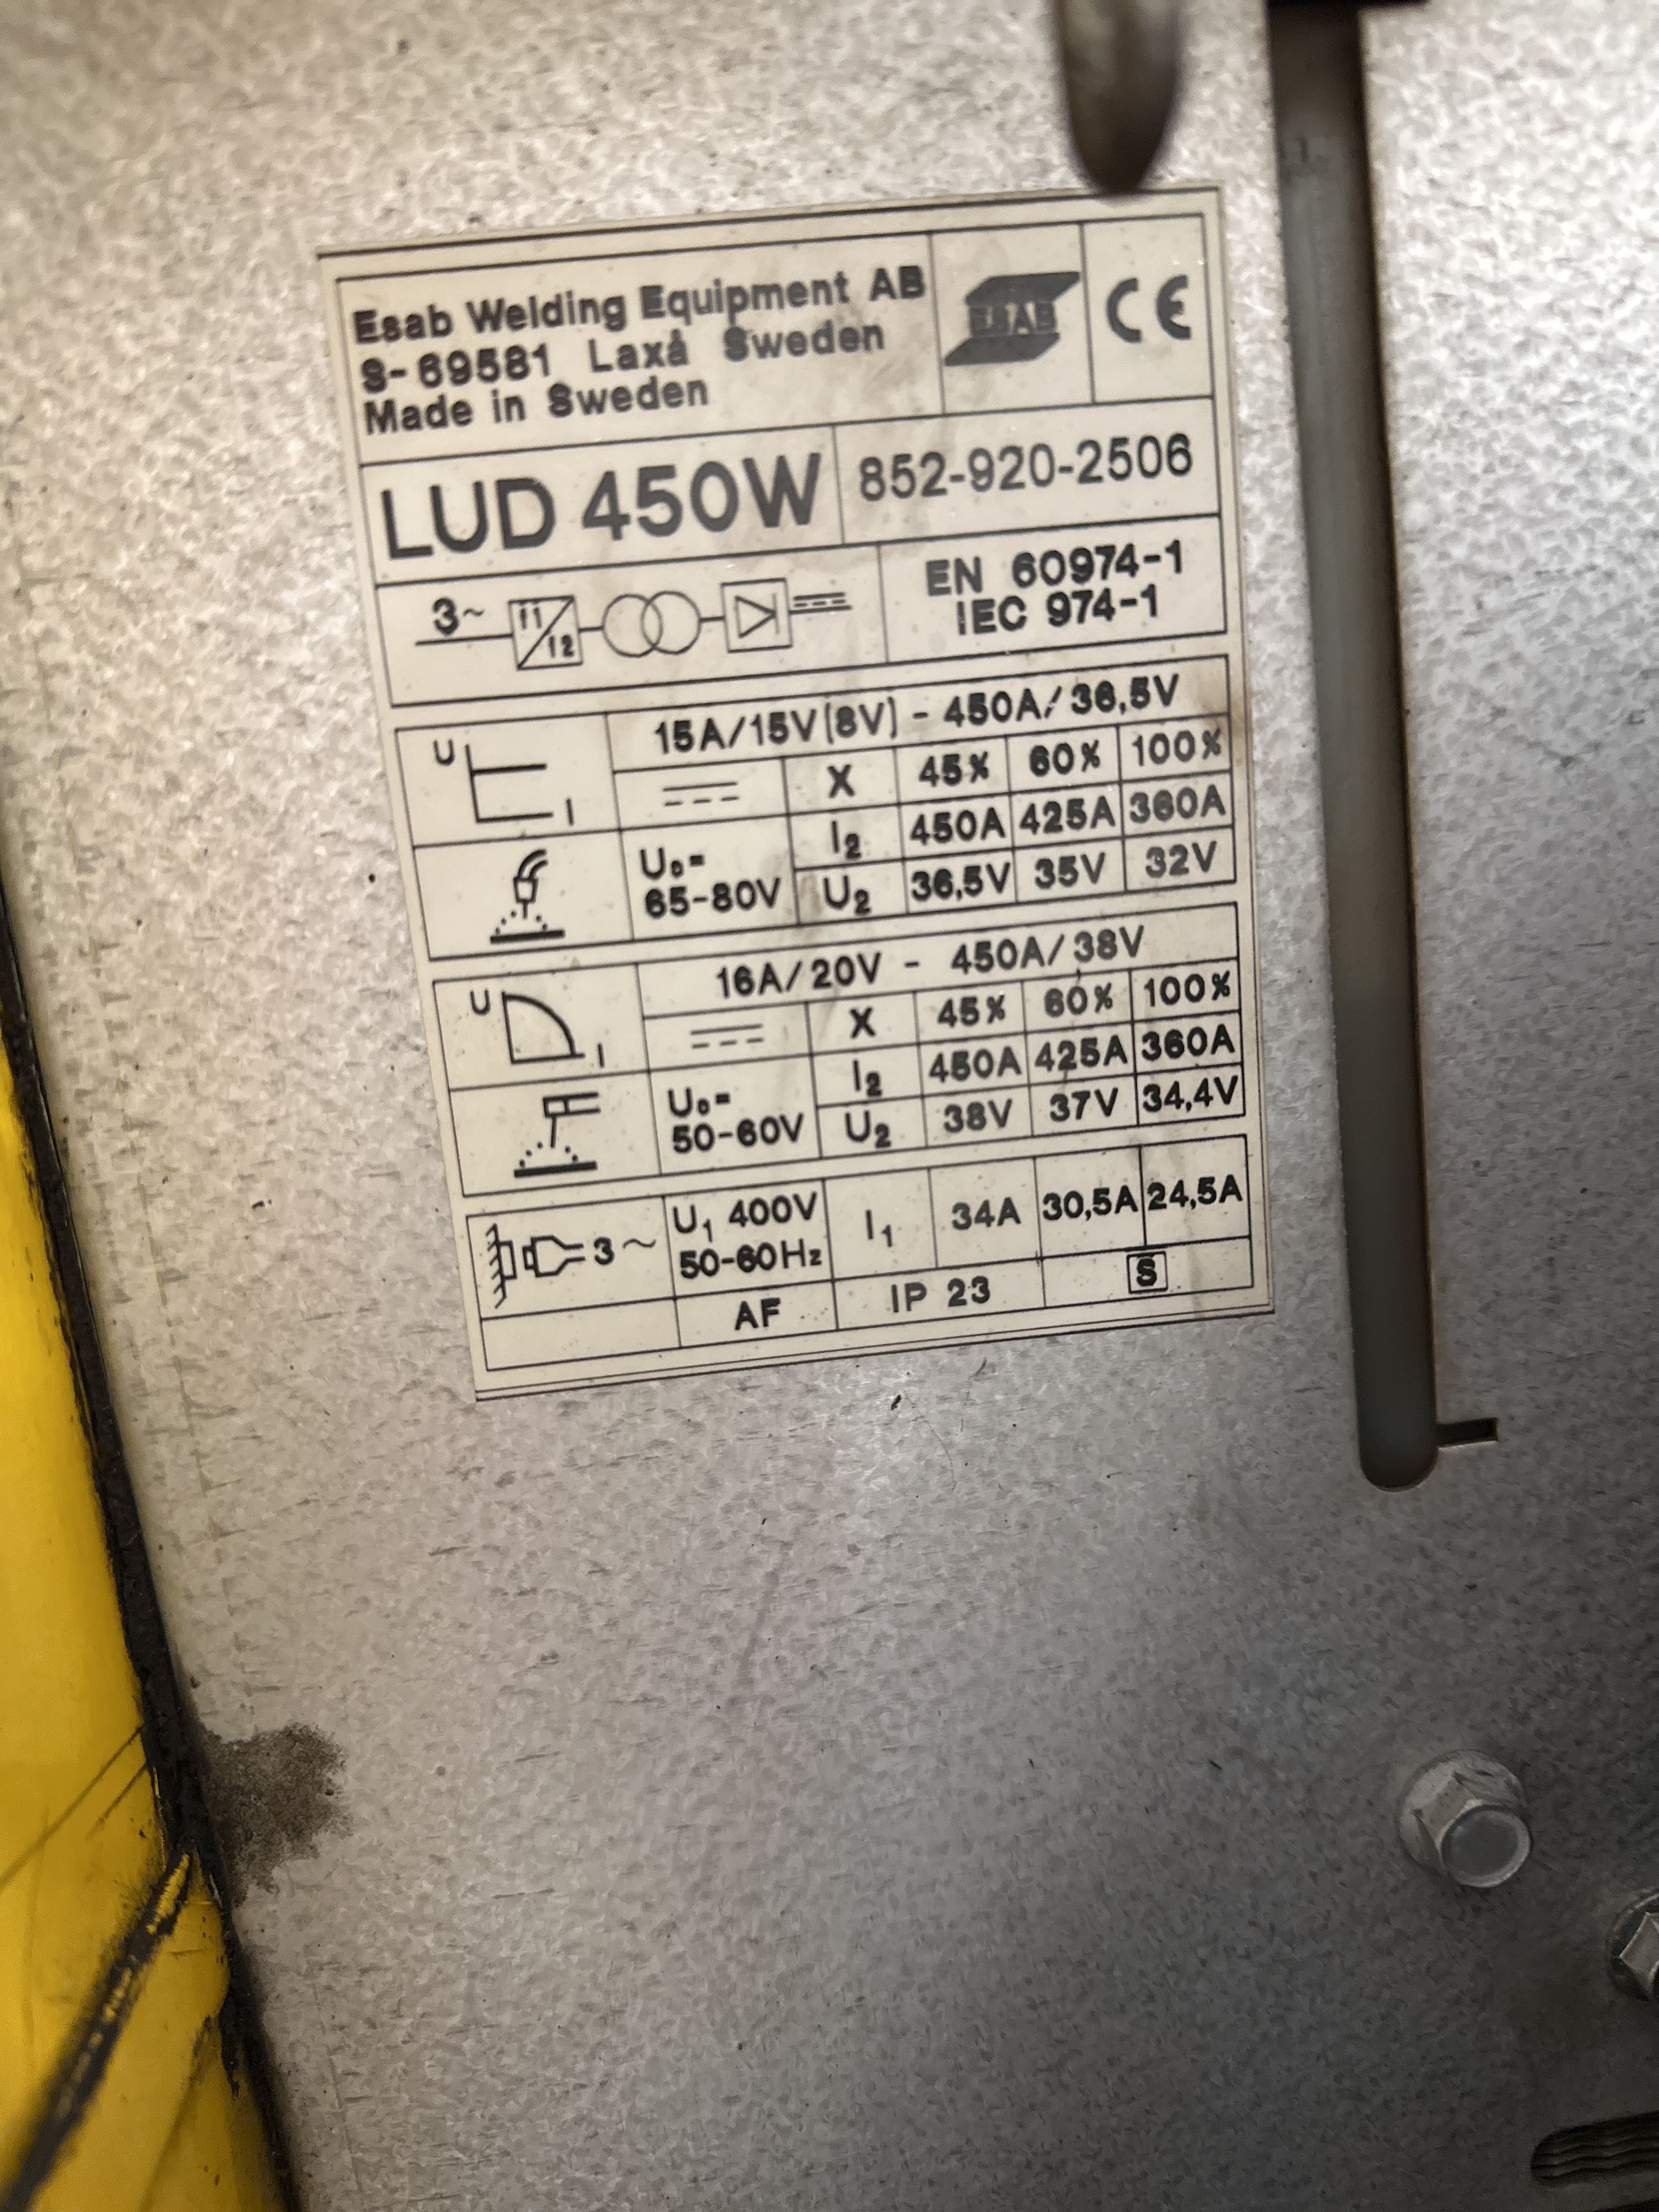 Esab Welding Equipment AB
S-69581 Laxå Sweden
Made in Sweden
ESAB
CE
LUD 450W
852-920-2506
3~
f1
f2
EN 60974-1
IEC 974-1
U
I
15A/15V(8V) - 450A/36,5V
X 45% 60% 100%
U₀=
65-80V
I₂ 450A 425A 360A
U₂ 36,5V 35V 32V
U
I
16A/20V - 450A/38V
X 45% 60% 100%
U₀=
50-60V
I₂ 450A 425A 360A
U₂ 38V 37V 34,4V
3~
U₁ 400V
50-60Hz
I₁ 34A 30,5A 24,5A
AF IP 23 S